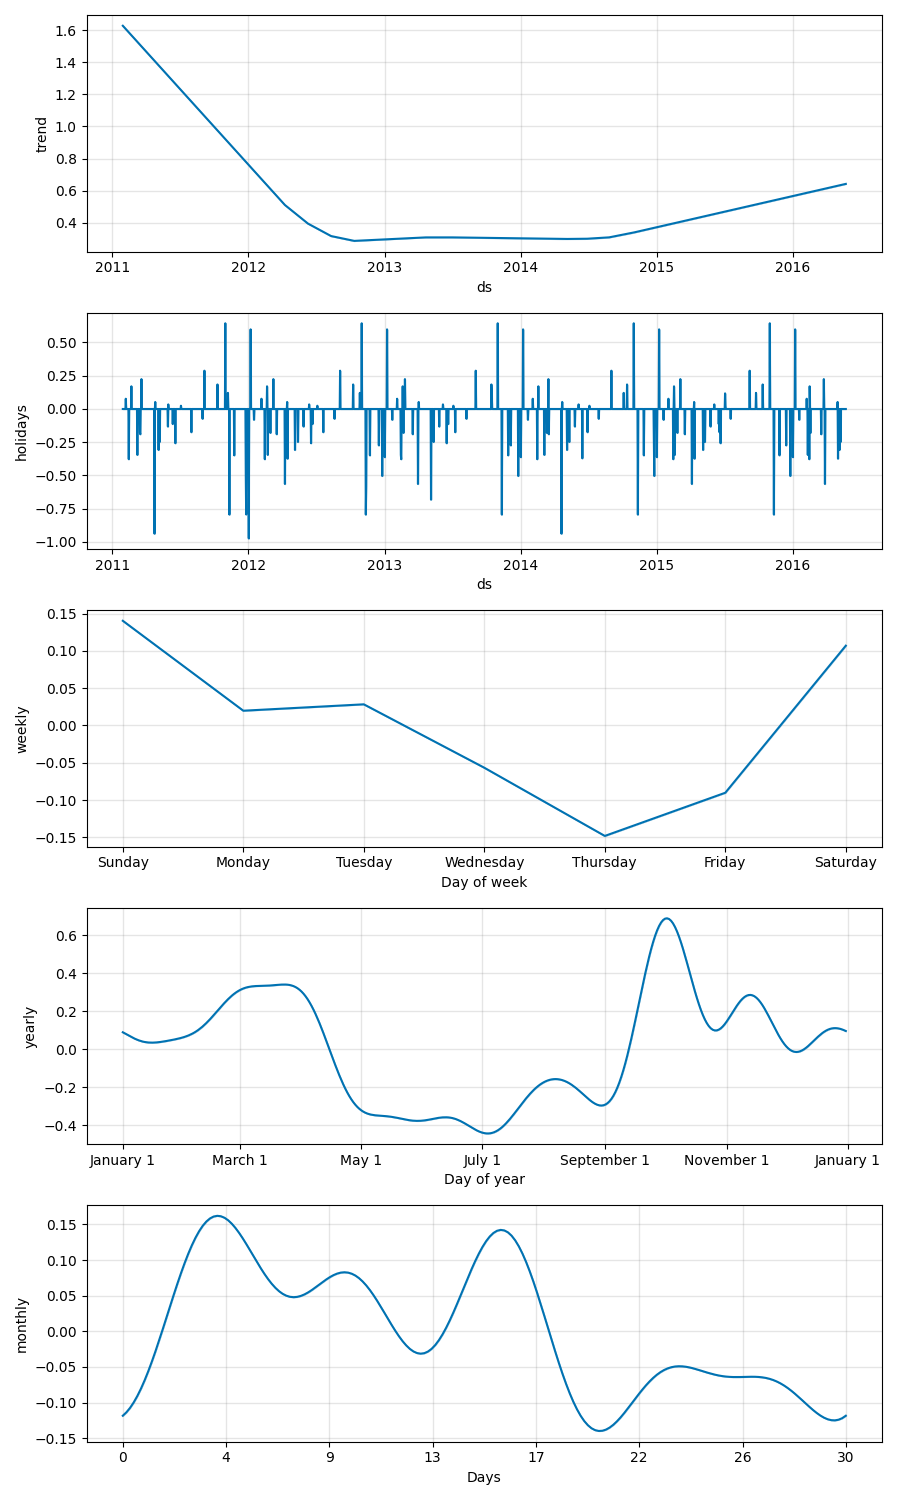 1.6
1.4
1.2
1.0
0.8
0.6
0.4
trend
2011 2012 2013 2014 2015 2016
ds
0.50
0.25
0.00
−0.25
−0.50
−0.75
−1.00
holidays
2011 2012 2013 2014 2015 2016
ds
0.15
0.10
0.05
0.00
−0.05
−0.10
−0.15
weekly
Sunday Monday Tuesday Wednesday Thursday Friday Saturday
Day of week
0.6
0.4
0.2
0.0
−0.2
−0.4
yearly
January 1 March 1 May 1 July 1 September 1 November 1 January 1
Day of year
0.15
0.10
0.05
0.00
−0.05
−0.10
−0.15
monthly
0 4 9 13 17 22 26 30
Days